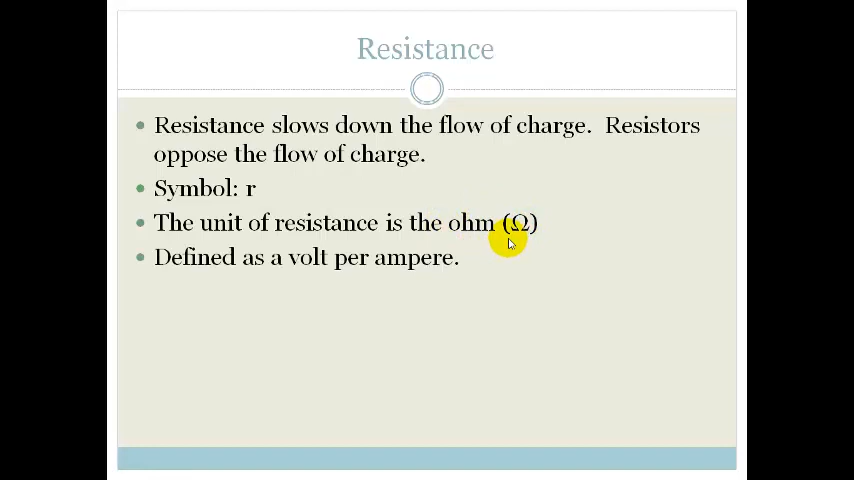 Resistance
• Resistance slows down the flow of charge.  Resistors
oppose the flow of charge.
• Symbol: r
• The unit of resistance is the ohm (Ω)
• Defined as a volt per ampere.